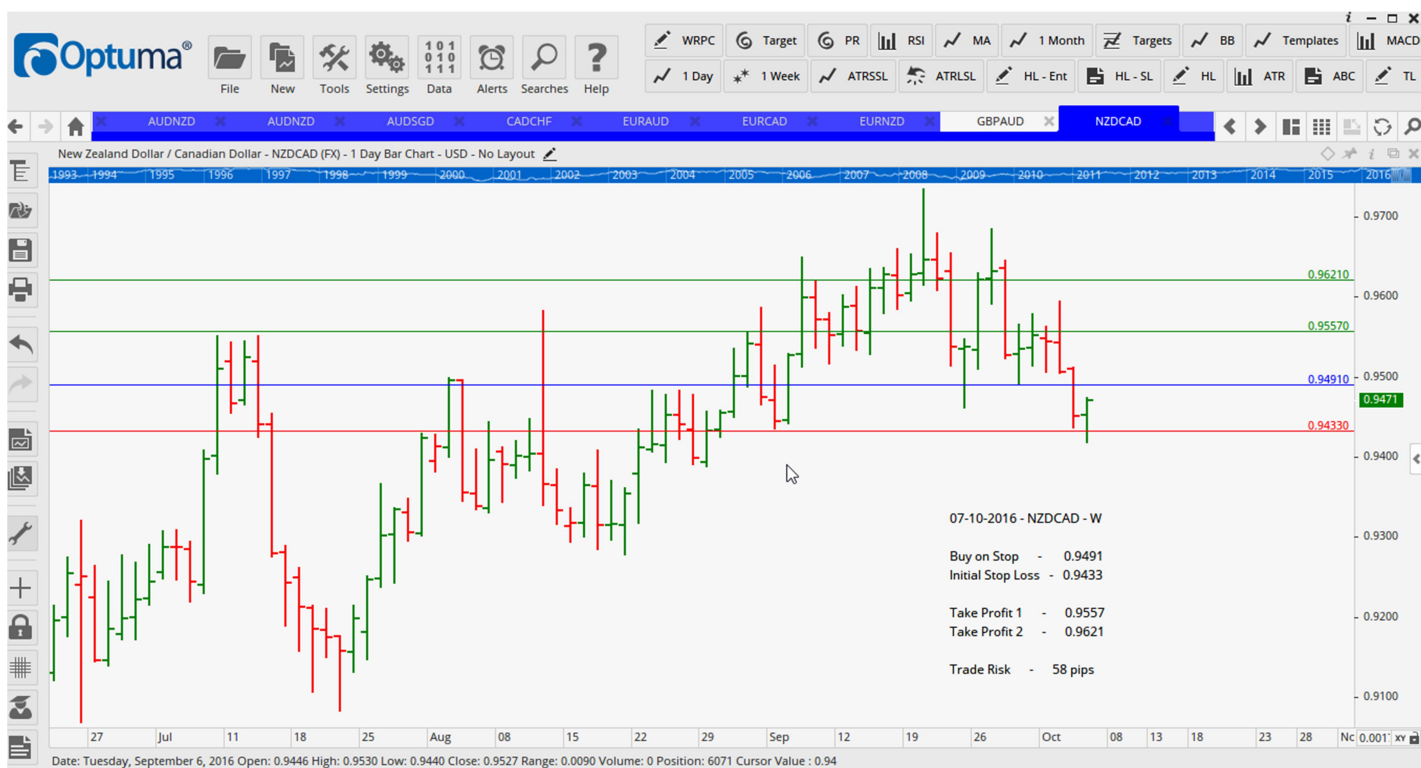 i
Optuma®
File New Tools Settings Data Alerts Searches Help
101
010
111
WRPC Target PR RSI MA 1 Month Targets BB Templates MACD
1 Day 1 Week ATRSSL ATRLSL HL - Ent HL - SL HL ATR ABC TL
AUDNZD AUDNZD AUDSGD CADCHF EURAUD EURCAD EURNZD GBPAUD NZDCAD
New Zealand Dollar / Canadian Dollar - NZDCAD (FX) - 1 Day Bar Chart - USD - No Layout
1993 1994 1995 1996 1997 1998 1999 2000 2001 2002 2003 2004 2005 2006 2007 2008 2009 2010 2011 2012 2013 2014 2015 2016
0.9700
0.96210
0.9600
0.95570
0.9500
0.94910
0.9471
0.94330
0.9400
07-10-2016 - NZDCAD - W
0.9300
Buy on Stop - 0.9491
Initial Stop Loss - 0.9433
Take Profit 1 - 0.9557
0.9200
Take Profit 2 - 0.9621
Trade Risk - 58 pips
0.9100
27 Jul 11 18 25 Aug 08 15 22 29 Sep 12 19 26 Oct 08 13 18 23 28 XY
Date: Tuesday, September 6, 2016 Open: 0.9446 High: 0.9530 Low: 0.9440 Close: 0.9527 Range: 0.0090 Volume: 0 Position: 6071 Cursor Value : 0.94